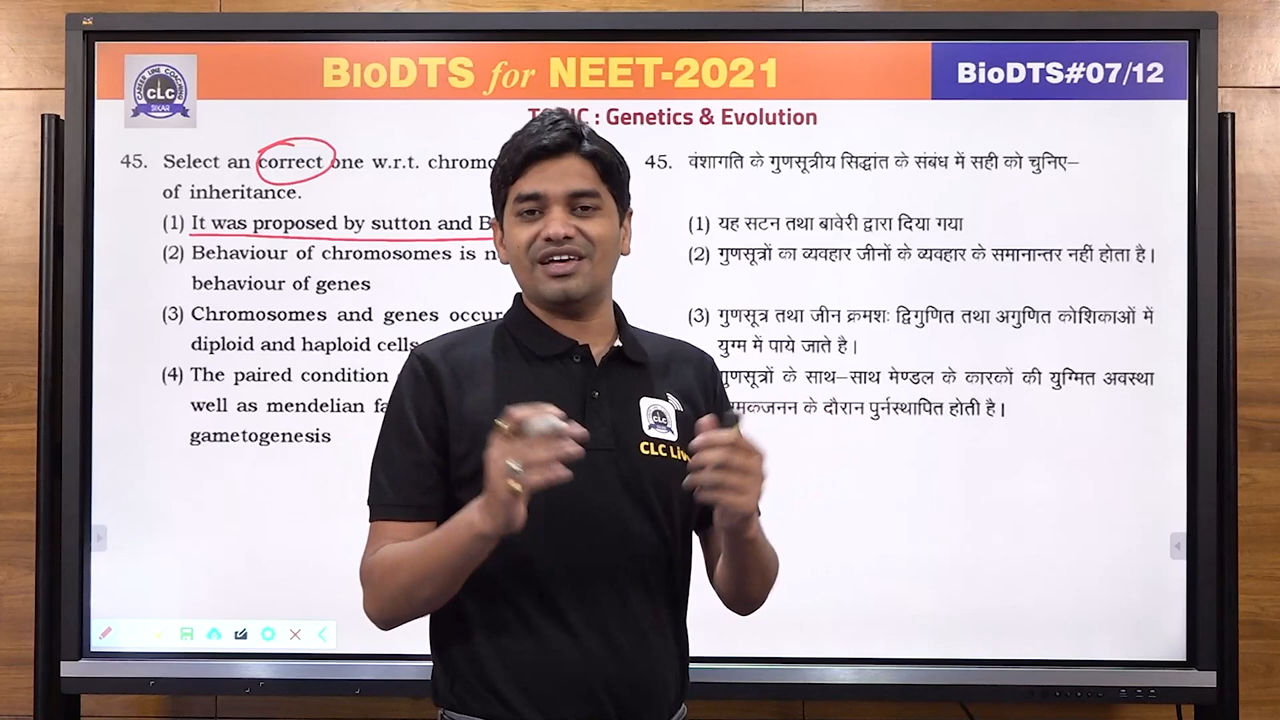 BIODTS for NEET-2021
BioDTS#07/12
CAREER LINE COACHING
CLC
SIKAR
: Genetics & Evolution
45. Select an correct one w.r.t.
of inheritance.
(1) It was proposed by sutton and
(2) Behaviour of chromosomes is
behaviour of genes
(3) Chromosomes and genes occur
diploid and haploid cells
(4) The paired condition
well as mendelian
gametogenesis
45. वंशागति के गुणसूत्रीय सिद्धांत के संबंध में सही को चुनिए–
(1) यह सटन तथा बावेरी द्वारा दिया गया
(2) गुणसूत्रों का व्यवहार जीनों के व्यवहार के समानान्तर नहीं होता है।
(3) गुणसूत्र तथा जीन क्रमशः द्विगुणित तथा अगुणित कोशिकाओं में
युग्म में पाये जाते है।
के साथ–साथ मेण्डल के कारकों की युग्मित अवस्था
के दौरान पुर्नस्थापित होती है।
CLC
CLC Live